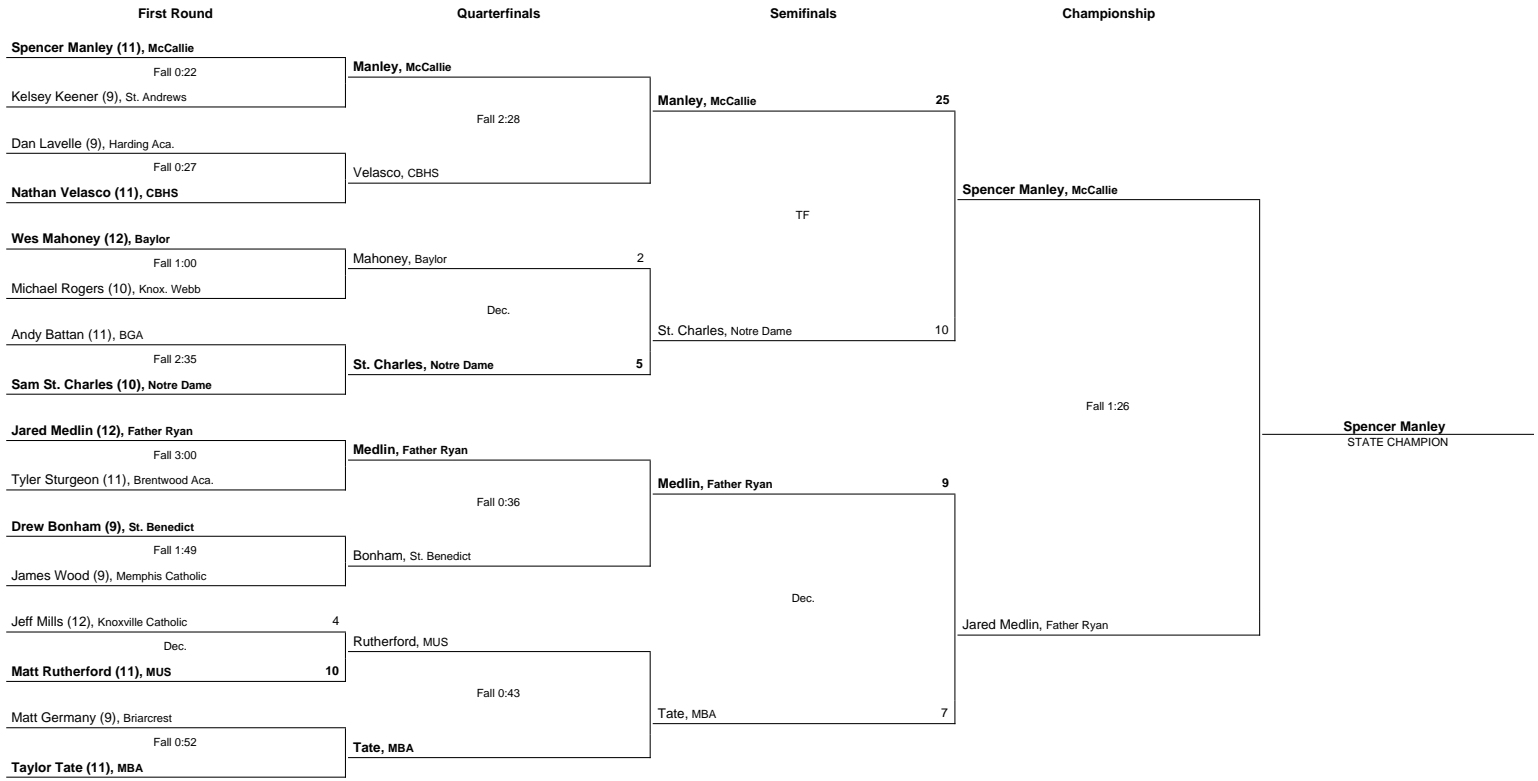 First Round
Quarterfinals
Semifinals
Championship
Spencer Manley (11), McCallie
Fall 0:22
Kelsey Keener (9), St. Andrews
Dan Lavelle (9), Harding Aca.
Fall 0:27
Nathan Velasco (11), CBHS
Wes Mahoney (12), Baylor
Fall 1:00
Michael Rogers (10), Knox. Webb
Andy Battan (11), BGA
Fall 2:35
Sam St. Charles (10), Notre Dame
Jared Medlin (12), Father Ryan
Fall 3:00
Tyler Sturgeon (11), Brentwood Aca.
Drew Bonham (9), St. Benedict
Fall 1:49
James Wood (9), Memphis Catholic
Jeff Mills (12), Knoxville Catholic 4
Dec.
Matt Rutherford (11), MUS 10
Matt Germany (9), Briarcrest
Fall 0:52
Taylor Tate (11), MBA
Manley, McCallie
Fall 2:28
Velasco, CBHS
Mahoney, Baylor 2
Dec.
St. Charles, Notre Dame 5
Medlin, Father Ryan
Fall 0:36
Bonham, St. Benedict
Rutherford, MUS
Fall 0:43
Tate, MBA
Manley, McCallie 25
TF
St. Charles, Notre Dame 10
Medlin, Father Ryan 9
Dec.
Tate, MBA 7
Spencer Manley, McCallie
Fall 1:26
Jared Medlin, Father Ryan
Spencer Manley
STATE CHAMPION